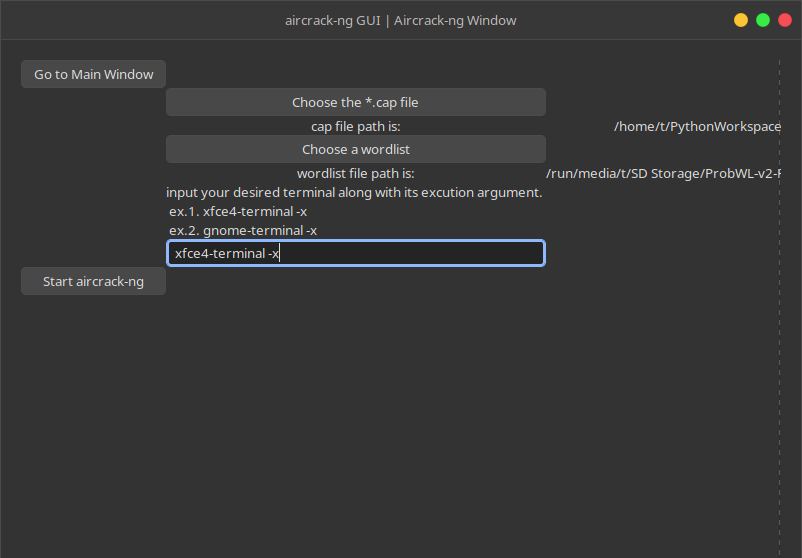 aircrack-ng GUI | Aircrack-ng Window
Go to Main Window
Choose the *.cap file
cap file path is: /home/t/PythonWorkspace
Choose a wordlist
wordlist file path is: /run/media/t/SD Storage/ProbWL-v2-
input your desired terminal along with its excution argument.
ex.1. xfce4-terminal -x
ex.2. gnome-terminal -x
xfce4-terminal -x
Start aircrack-ng